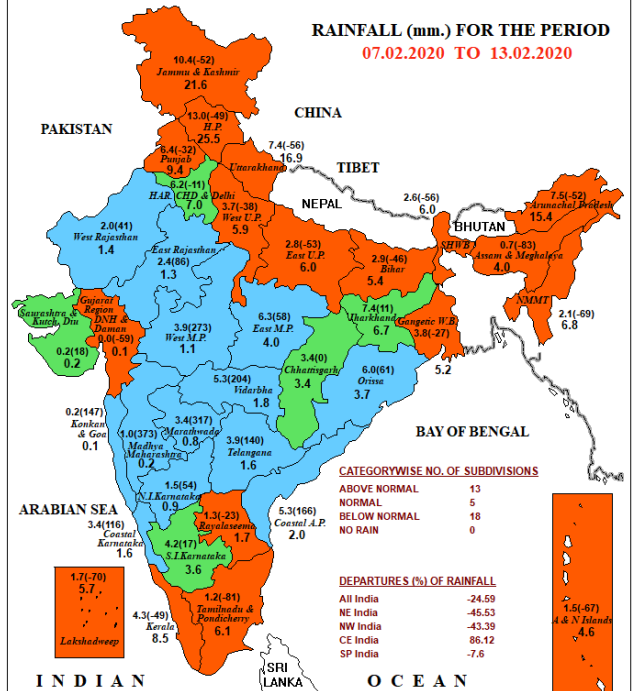 RAINFALL (mm.) FOR THE PERIOD
07.02.2020 TO 13.02.2020
10.4(-52)
Jammu & Kashmir
21.6
CHINA
13.0(-49)
H.P.
25.5
PAKISTAN
6.4(-32)
Punjab
9.4
7.4(-56)
16.9
Uttarakhand
TIBET
6.2(-11)
HAR. CHD & Delhi
7.0
NEPAL
2.6(-56)
6.0
BHUTAN
7.5(-52)
Arunachal Pradesh
15.4
3.7(-38)
West U.P.
5.9
2.0(41)
West Rajasthan
1.4
East Rajasthan
2.4(86)
1.3
2.8(-53)
East U.P.
6.0
2.9(-46)
Bihar
5.4
SHWB
0.7(-83)
Assam & Meghalaya
4.0
NMMT
2.1(-69)
6.8
Saurashtra &
Kutch, Diu
0.2(18)
0.2
Gujarat
Region
DNH &
Daman
0.0(-59)
0.1
3.9(273)
West M.P.
1.1
6.3(58)
East M.P.
4.0
7.4(11)
Jharkhand
6.7
Gangetic W.B.
3.8(-27)
5.2
3.4(0)
Chhattisgarh
3.4
6.0(61)
Orissa
3.7
5.3(204)
Vidarbha
1.8
0.2(147)
Konkan
& Goa
0.1
1.0(373)
Madhya
Maharashtra
0.2
3.4(317)
Marathwada
0.8
3.9(140)
Telangana
1.6
BAY OF BENGAL
ARABIAN SEA
1.5(54)
N.I.Karnataka
0.9
1.3(-23)
Rayalaseema
1.7
5.3(166)
Coastal A.P.
2.0
3.4(116)
Coastal
Karnataka
1.6
4.2(17)
S.I.Karnataka
3.6
1.7(-70)
5.7
Lakshadweep
4.3(-49)
Kerala
8.5
1.2(-81)
Tamilnadu &
Pondicherry
6.1
CATEGORYWISE NO. OF SUBDIVISIONS
ABOVE NORMAL 13
NORMAL 5
BELOW NORMAL 18
NO RAIN 0
DEPARTURES (%) OF RAINFALL
All India -24.59
NE India -45.53
NW India -43.39
CE India 86.12
SP India -7.6
1.5(-67)
A & N Islands
4.6
SRI
LANKA
INDIAN OCEAN